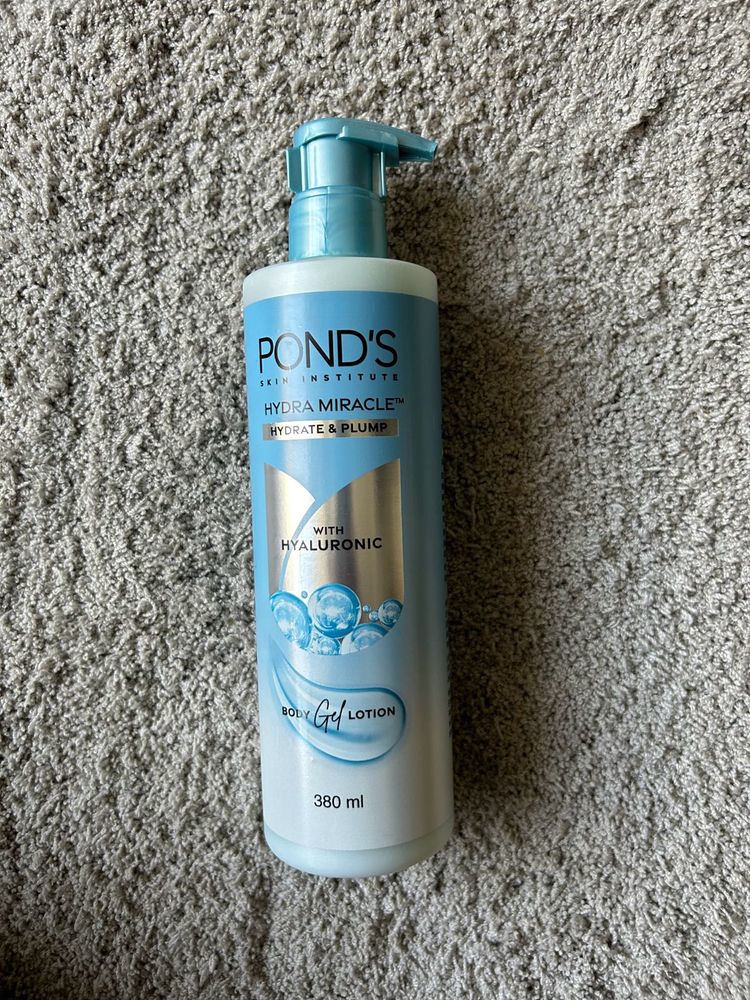 POND'S
SKIN INSTITUTE
HYDRA MIRACLE™
HYDRATE & PLUMP
WITH
HYALURONIC
BODY Gel LOTION
380 ml